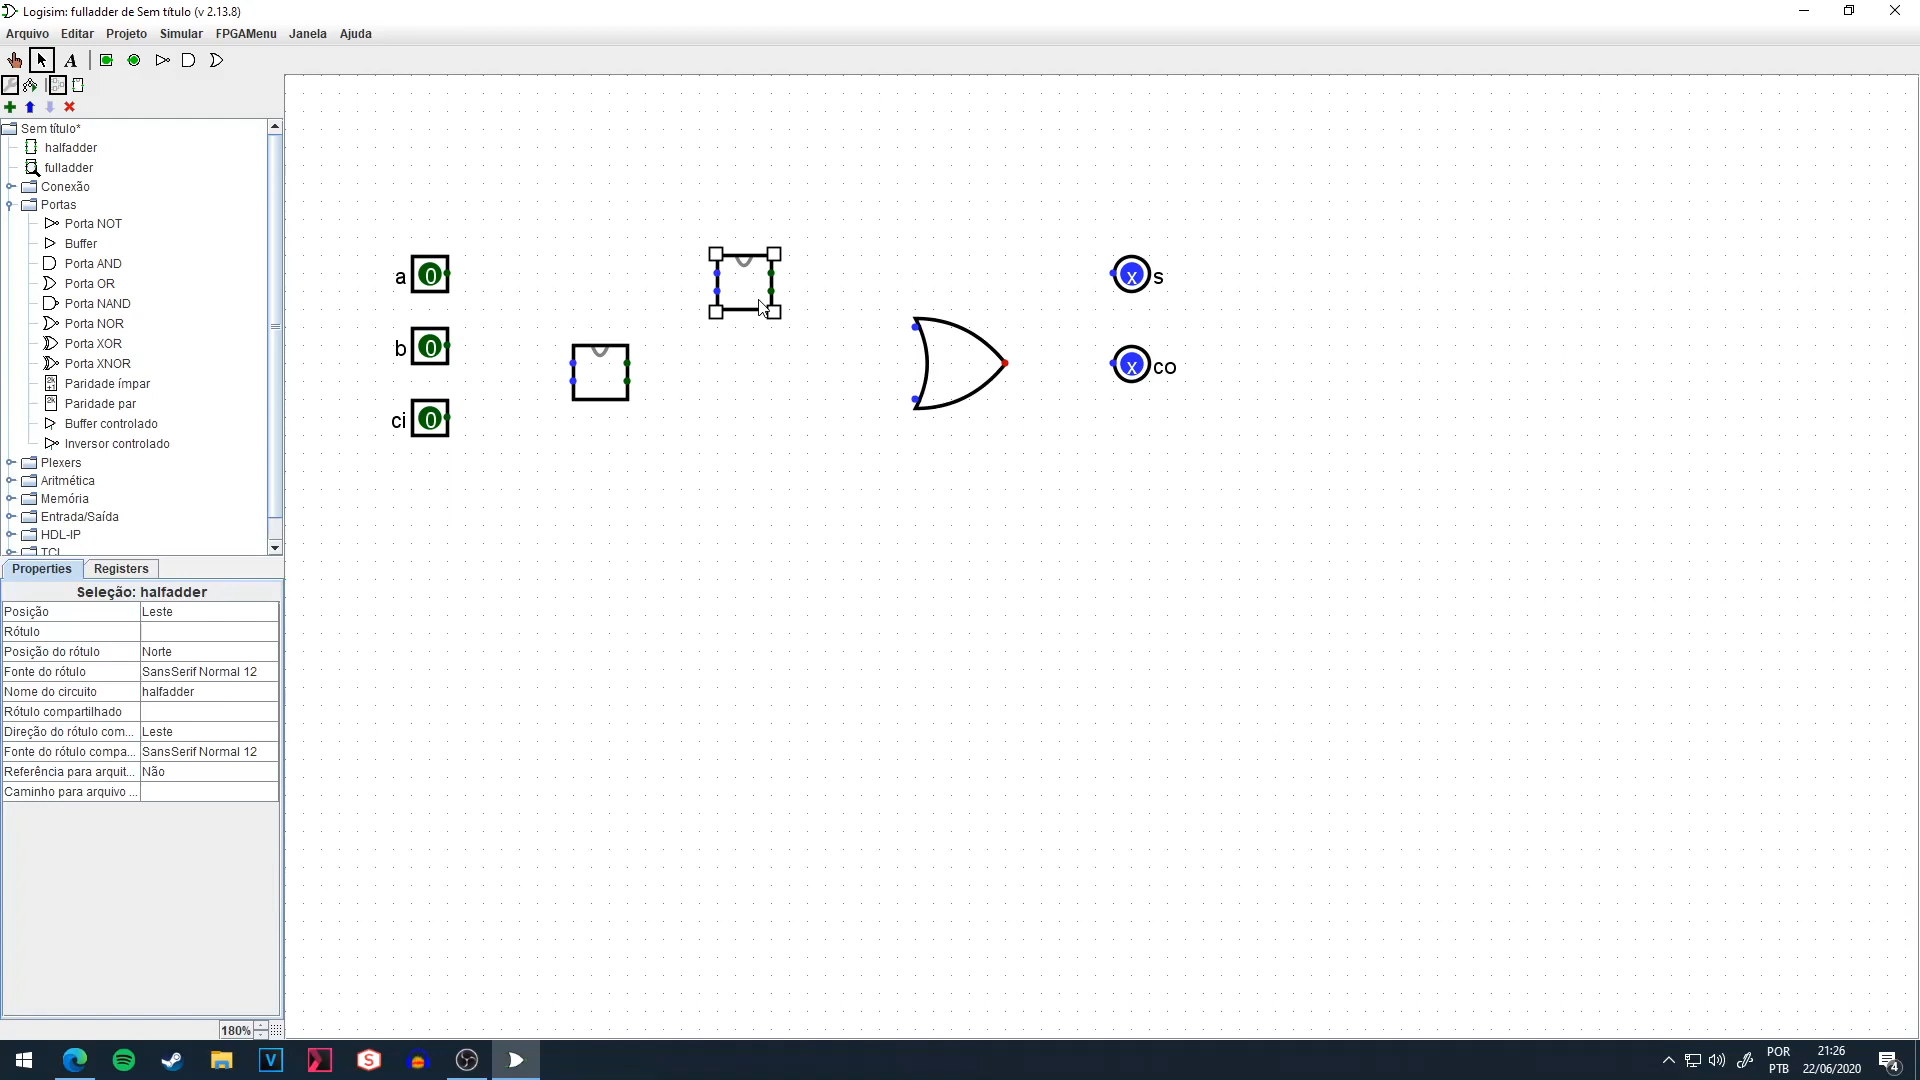 Logisim: fulladder de Sem título (v 2.13.8)
Arquivo Editar Projeto Simular FPGAMenu Janela Ajuda
A
Sem título*
halfadder
fulladder
Conexão
Portas
Porta NOT
Buffer
Porta AND
Porta OR
Porta NAND
Porta NOR
Porta XOR
Porta XNOR
Paridade ímpar
Paridade par
Buffer controlado
Inversor controlado
Plexers
Aritmética
Memória
Entrada/Saída
HDL-IP
TCL
Properties Registers
Seleção: halfadder
Posição Leste
Rótulo
Posição do rótulo Norte
Fonte do rótulo SansSerif Normal 12
Nome do circuito halfadder
Rótulo compartilhado
Direção do rótulo com... Leste
Fonte do rótulo compa... SansSerif Normal 12
Referência para arquit... Não
Caminho para arquivo ...
180%
a 0
b 0
ci 0
x s
x co
POR
PTB
21:26
22/06/2020
4